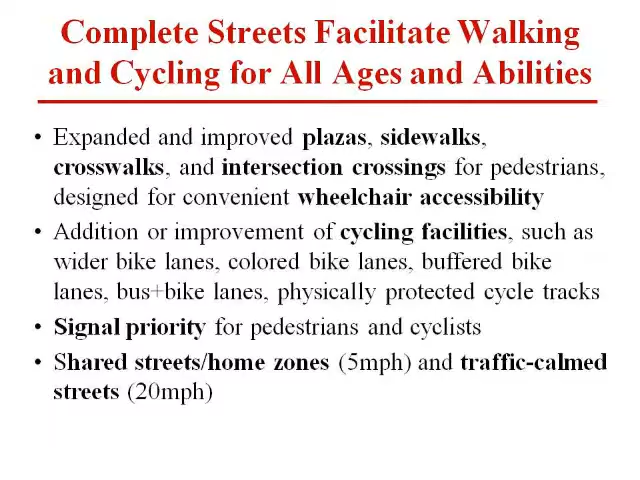 Complete Streets Facilitate Walking
and Cycling for All Ages and Abilities
• Expanded and improved plazas, sidewalks,
crosswalks, and intersection crossings for pedestrians,
designed for convenient wheelchair accessibility
• Addition or improvement of cycling facilities, such as
wider bike lanes, colored bike lanes, buffered bike
lanes, bus+bike lanes, physically protected cycle tracks
• Signal priority for pedestrians and cyclists
• Shared streets/home zones (5mph) and traffic-calmed
streets (20mph)